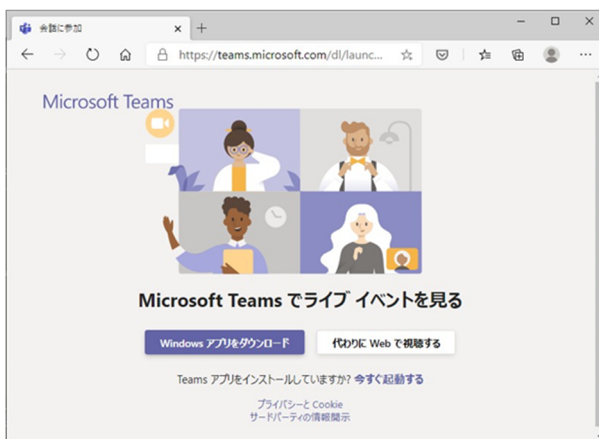 会話に参加
https://teams.microsoft.com/dl/launc...
Microsoft Teams
Microsoft Teams でライブ イベントを見る
Windows アプリをダウンロード
代わりに Web で視聴する
Teams アプリをインストールしていますか? 今すぐ起動する
プライバシーと Cookie
サードパーティの情報開示